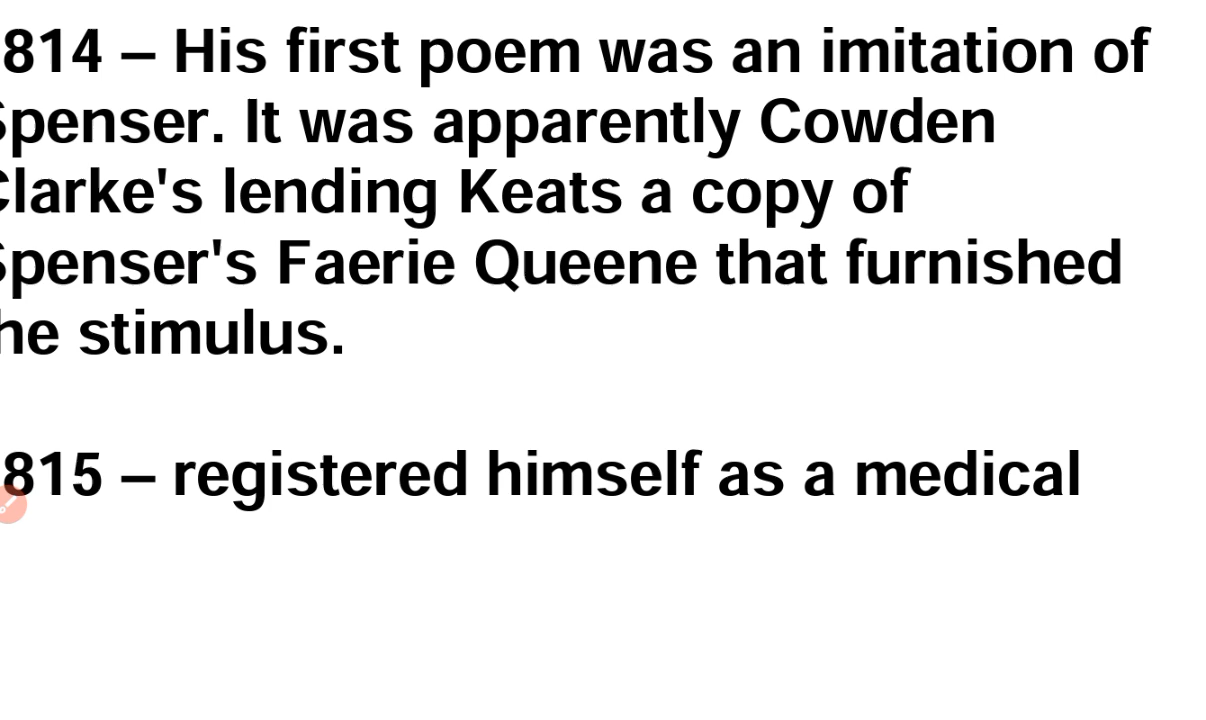 814 – His first poem was an imitation of
Spenser. It was apparently Cowden
Clarke's lending Keats a copy of
Spenser's Faerie Queene that furnished
he stimulus.
815 – registered himself as a medical